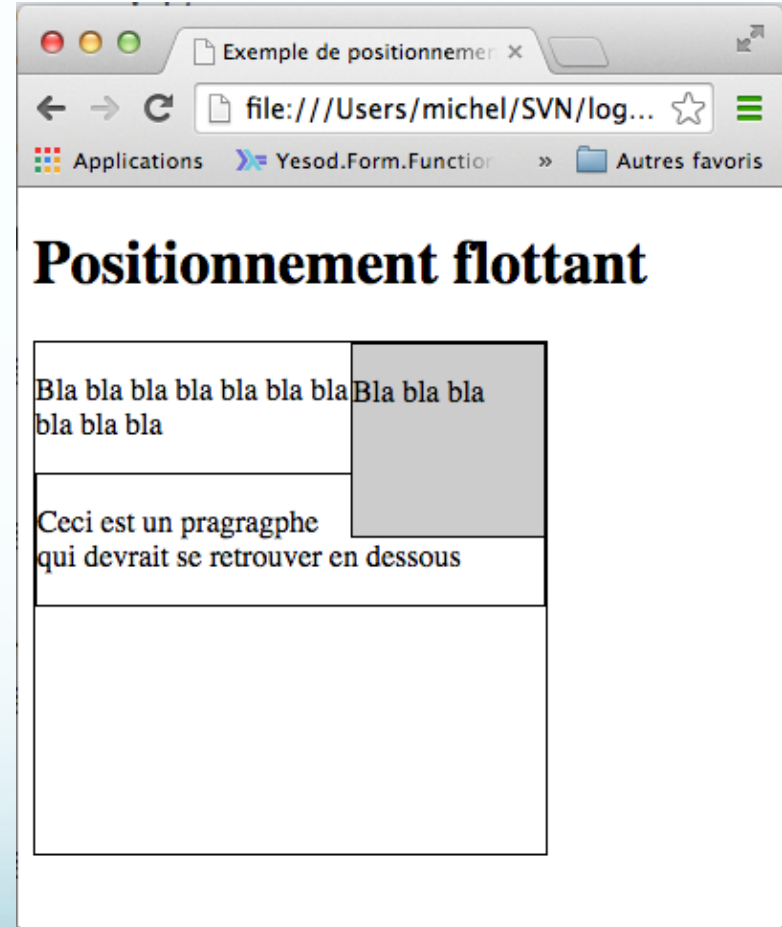 Exemple de positionnemen
file:///Users/michel/SVN/log...
Applications Yesod.Form.Function » Autres favoris
Positionnement flottant
Bla bla bla bla bla bla bla
bla bla bla
Bla bla bla
Ceci est un pragragphe
qui devrait se retrouver en dessous